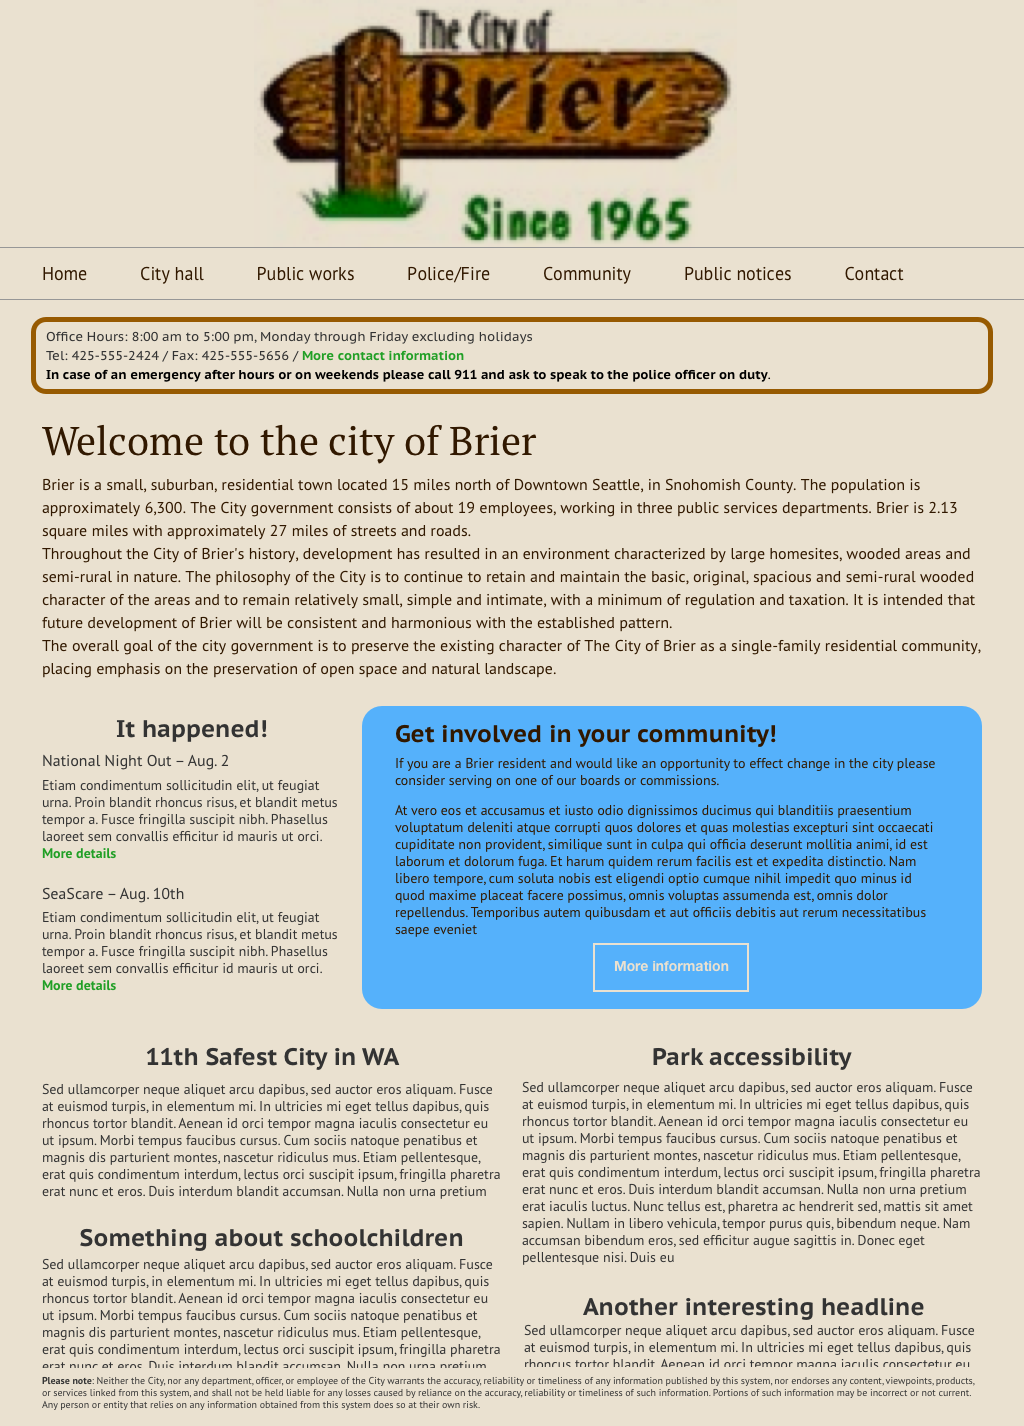 The City of
Brier
Since 1965
Home City hall Public works Police/Fire Community Public notices Contact
Office Hours: 8:00 am to 5:00 pm, Monday through Friday excluding holidays
Tel: 425-555-2424 / Fax: 425-555-5656 / More contact information
In case of an emergency after hours or on weekends please call 911 and ask to speak to the police officer on duty.
Welcome to the city of Brier
Brier is a small, suburban, residential town located 15 miles north of Downtown Seattle, in Snohomish County. The population is
approximately 6,300. The City government consists of about 19 employees, working in three public services departments. Brier is 2.13
square miles with approximately 27 miles of streets and roads.
Throughout the City of Brier's history, development has resulted in an environment characterized by large homesites, wooded areas and
semi-rural in nature. The philosophy of the City is to continue to retain and maintain the basic, original, spacious and semi-rural wooded
character of the areas and to remain relatively small, simple and intimate, with a minimum of regulation and taxation. It is intended that
future development of Brier will be consistent and harmonious with the established pattern.
The overall goal of the city government is to preserve the existing character of The City of Brier as a single-family residential community,
placing emphasis on the preservation of open space and natural landscape.
It happened!
National Night Out – Aug. 2
Etiam condimentum sollicitudin elit, ut feugiat
urna. Proin blandit rhoncus risus, et blandit metus
tempor a. Fusce fringilla suscipit nibh. Phasellus
laoreet sem convallis efficitur id mauris ut orci.
More details
SeaScare – Aug. 10th
Etiam condimentum sollicitudin elit, ut feugiat
urna. Proin blandit rhoncus risus, et blandit metus
tempor a. Fusce fringilla suscipit nibh. Phasellus
laoreet sem convallis efficitur id mauris ut orci.
More details
Get involved in your community!
If you are a Brier resident and would like an opportunity to effect change in the city please
consider serving on one of our boards or commissions.
At vero eos et accusamus et iusto odio dignissimos ducimus qui blanditiis praesentium
voluptatum deleniti atque corrupti quos dolores et quas molestias excepturi sint occaecati
cupiditate non provident, similique sunt in culpa qui officia deserunt mollitia animi, id est
laborum et dolorum fuga. Et harum quidem rerum facilis est et expedita distinctio. Nam
libero tempore, cum soluta nobis est eligendi optio cumque nihil impedit quo minus id
quod maxime placeat facere possimus, omnis voluptas assumenda est, omnis dolor
repellendus. Temporibus autem quibusdam et aut officiis debitis aut rerum necessitatibus
saepe eveniet
More information
11th Safest City in WA
Sed ullamcorper neque aliquet arcu dapibus, sed auctor eros aliquam. Fusce
at euismod turpis, in elementum mi. In ultricies mi eget tellus dapibus, quis
rhoncus tortor blandit. Aenean id orci tempor magna iaculis consectetur eu
ut ipsum. Morbi tempus faucibus cursus. Cum sociis natoque penatibus et
magnis dis parturient montes, nascetur ridiculus mus. Etiam pellentesque,
erat quis condimentum interdum, lectus orci suscipit ipsum, fringilla pharetra
erat nunc et eros. Duis interdum blandit accumsan. Nulla non urna pretium
Something about schoolchildren
Sed ullamcorper neque aliquet arcu dapibus, sed auctor eros aliquam. Fusce
at euismod turpis, in elementum mi. In ultricies mi eget tellus dapibus, quis
rhoncus tortor blandit. Aenean id orci tempor magna iaculis consectetur eu
ut ipsum. Morbi tempus faucibus cursus. Cum sociis natoque penatibus et
magnis dis parturient montes, nascetur ridiculus mus. Etiam pellentesque,
erat quis condimentum interdum, lectus orci suscipit ipsum, fringilla pharetra
erat nunc et eros. Duis interdum blandit accumsan. Nulla non urna pretium
Park accessibility
Sed ullamcorper neque aliquet arcu dapibus, sed auctor eros aliquam. Fusce
at euismod turpis, in elementum mi. In ultricies mi eget tellus dapibus, quis
rhoncus tortor blandit. Aenean id orci tempor magna iaculis consectetur eu
ut ipsum. Morbi tempus faucibus cursus. Cum sociis natoque penatibus et
magnis dis parturient montes, nascetur ridiculus mus. Etiam pellentesque,
erat quis condimentum interdum, lectus orci suscipit ipsum, fringilla pharetra
erat nunc et eros. Duis interdum blandit accumsan. Nulla non urna pretium
erat iaculis luctus. Nunc tellus est, pharetra ac hendrerit sed, mattis sit amet
sapien. Nullam in libero vehicula, tempor purus quis, bibendum neque. Nam
accumsan bibendum eros, sed efficitur augue sagittis in. Donec eget
pellentesque nisi. Duis eu
Another interesting headline
Sed ullamcorper neque aliquet arcu dapibus, sed auctor eros aliquam. Fusce
at euismod turpis, in elementum mi. In ultricies mi eget tellus dapibus, quis
rhoncus tortor blandit. Aenean id orci tempor magna iaculis consectetur eu
Please note: Neither the City, nor any department, officer, or employee of the City warrants the accuracy, reliability or timeliness of any information published by this system, nor endorses any content, viewpoints, products,
or services linked from this system, and shall not be held liable for any losses caused by reliance on the accuracy, reliability or timeliness of such information. Portions of such information may be incorrect or not current.
Any person or entity that relies on any information obtained from this system does so at their own risk.